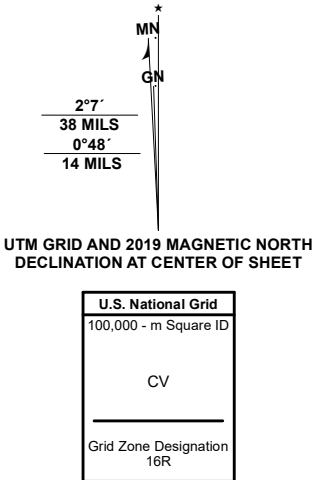 MN
GN
2°7´
38 MILS
0°48´
14 MILS
UTM GRID AND 2019 MAGNETIC NORTH
DECLINATION AT CENTER OF SHEET
U.S. National Grid
100,000 - m Square ID
CV
Grid Zone Designation
16R